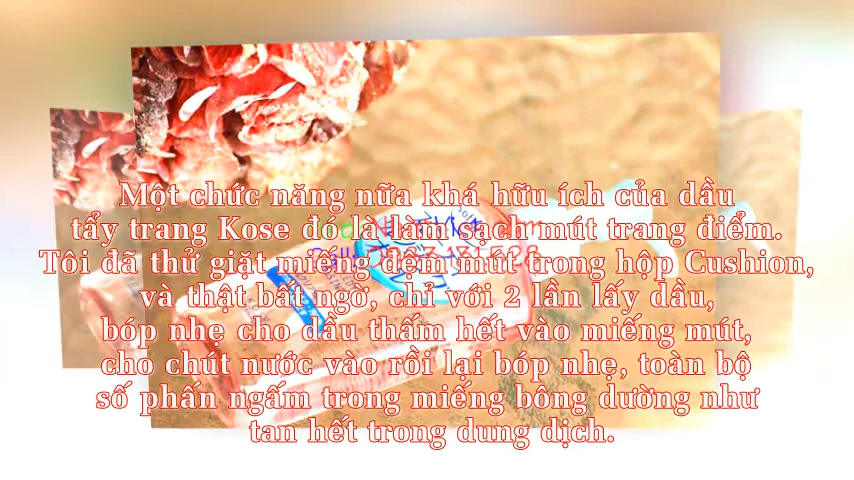 Một chức năng nữa khá hữu ích của dầu
tẩy trang Kose đó là làm sạch mút trang điểm.
Tôi đã thử giặt miếng đệm mút trong hộp Cushion,
và thật bất ngờ, chỉ với 2 lần lấy dầu,
bóp nhẹ cho dầu thấm hết vào miếng mút,
cho chút nước vào rồi lại bóp nhẹ, toàn bộ
số phấn ngấm trong miếng bông dường như
tan hết trong dung dịch.